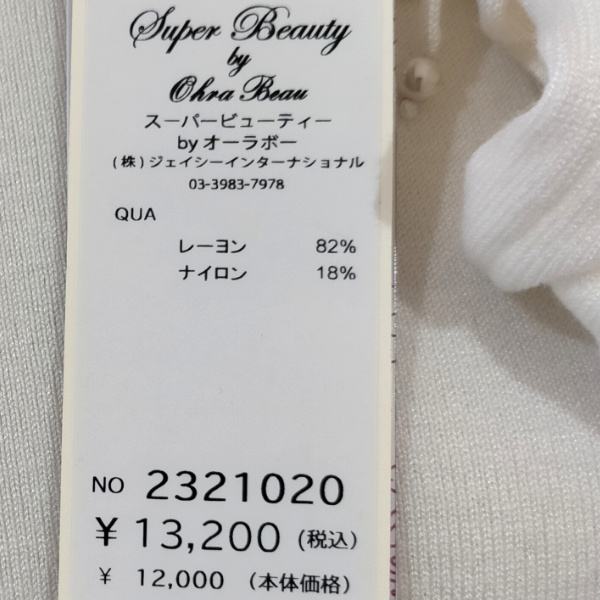 Super Beauty
by
Ohra Beau
スーパービューティー
by オーラボー
(株)ジェイシーインターナショナル
03-3983-7978
QUA
レーヨン 82%
ナイロン 18%
NO 2321020
¥ 13,200 (税込)
¥ 12,000 (本体価格)